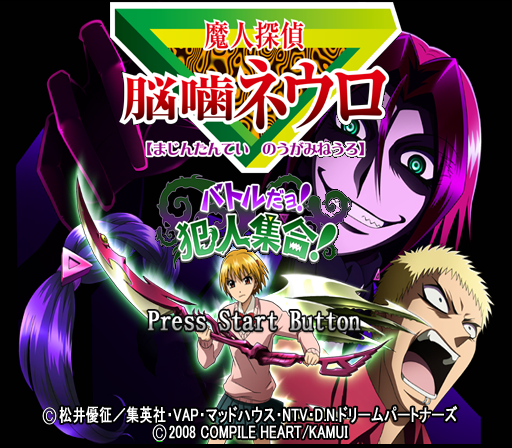 魔人探偵
脳噛ネウロ
【まじんたんてい のうがみねうろ】
バトルだョ!
犯人集合!
Press Start Button
©松井優征/集英社・VAP・マッドハウス・NTV・D.N.ドリームパートナーズ
©2008 COMPILE HEART/KAMUI